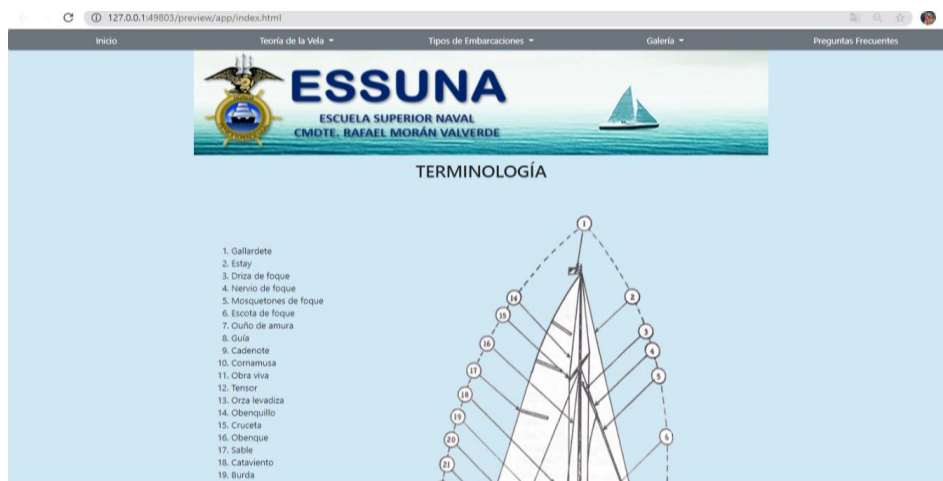 127.0.0.1:49803/preview/app/index.html
Inicio Teoría de la Vela Tipos de Embarcaciones Galería Preguntas Frecuentes
ESSUNA
ESCUELA SUPERIOR NAVAL
CMDTE. RAFAEL MORÁN VALVERDE
TERMINOLOGÍA
1. Gallardete
2. Estay
3. Driza de foque
4. Nervio de foque
5. Mosquetones de foque
6. Escota de foque
7. Ouño de amura
8. Guía
9. Cadenote
10. Cornamusa
11. Obra viva
12. Tensor
13. Orza levadiza
14. Obenquillo
15. Cruceta
16. Obenque
17. Sable
18. Cataviento
19. Burda
1
14
2
15
3
16
4
17
5
18
19
6
20
21